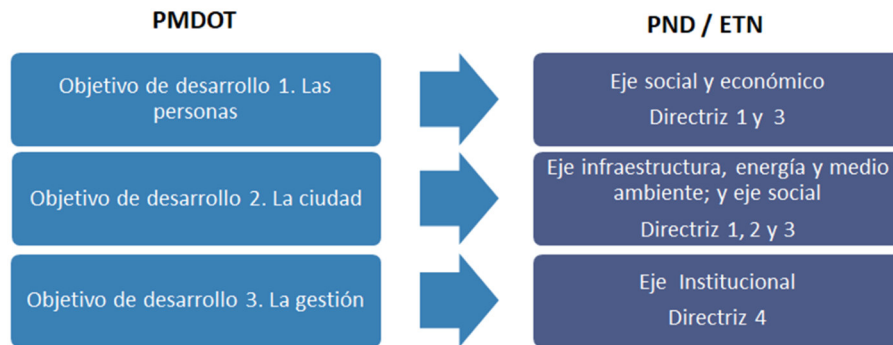 PMDOT
PND / ETN
Objetivo de desarrollo 1. Las
personas
Eje social y económico
Directriz 1 y 3
Objetivo de desarrollo 2. La ciudad
Eje infraestructura, energía y medio
ambiente; y eje social
Directriz 1, 2 y 3
Objetivo de desarrollo 3. La gestión
Eje Institucional
Directriz 4